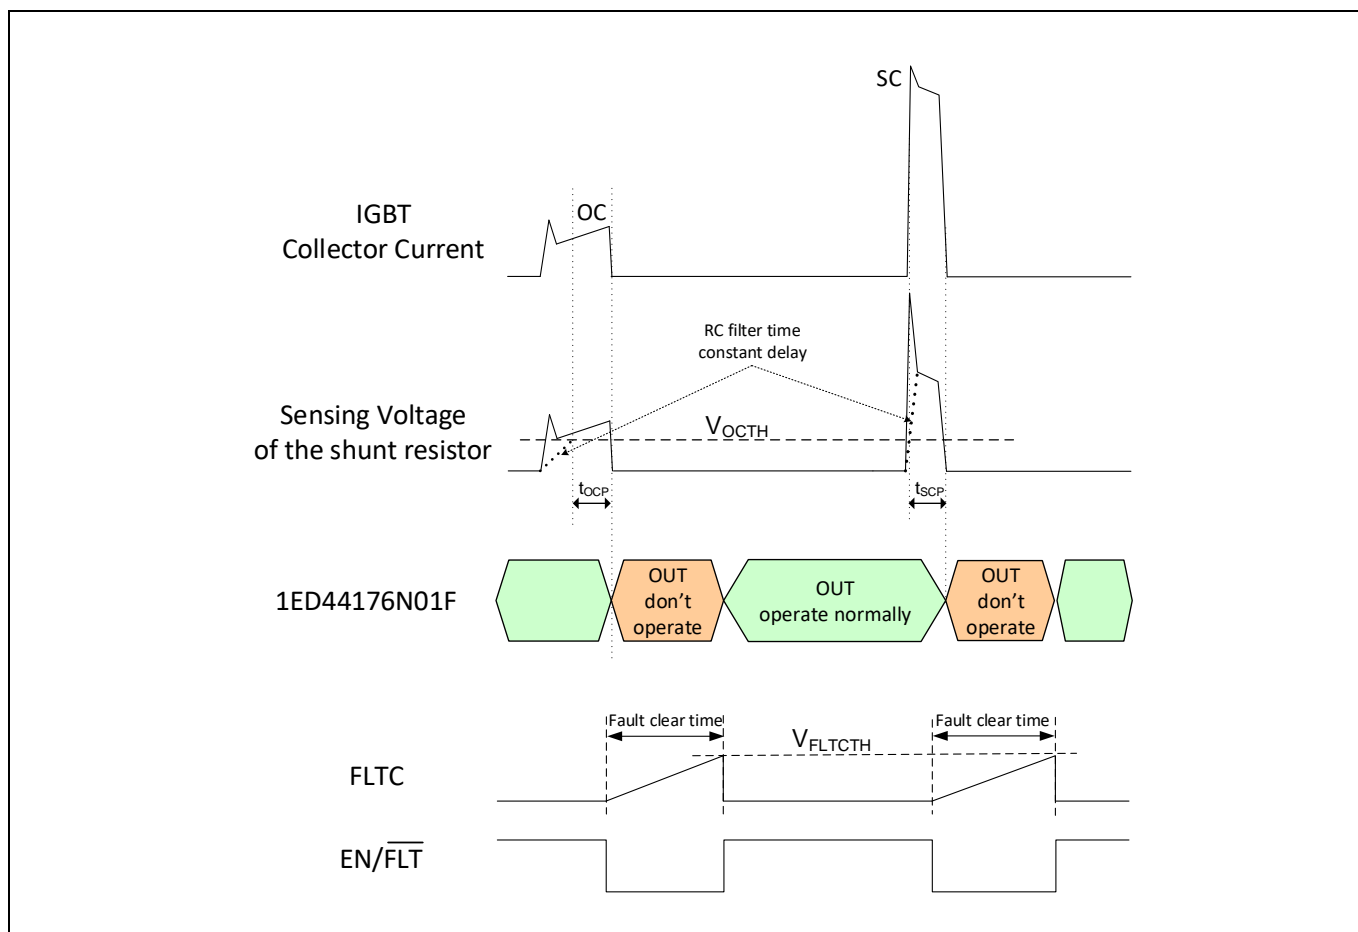 SC
OC
IGBT
Collector Current
RC filter time
constant delay
Sensing Voltage
of the shunt resistor
VOCTH
tOCP
tSCP
1ED44176N01F
OUT
don't
operate
OUT
operate normally
OUT
don't
operate
Fault clear time
Fault clear time
VFLTCTH
FLTC
EN/FLT